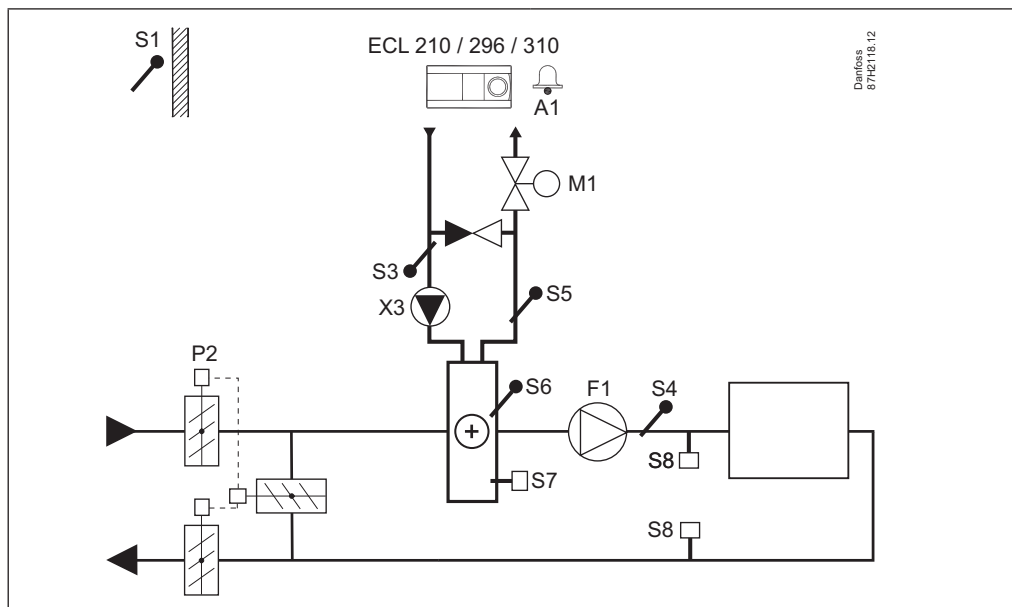 S1
ECL 210 / 296 / 310
A1
Danfoss
87H2118.12
M1
S3
S5
X3
P2
S6
F1
S4
S8
S7
S8